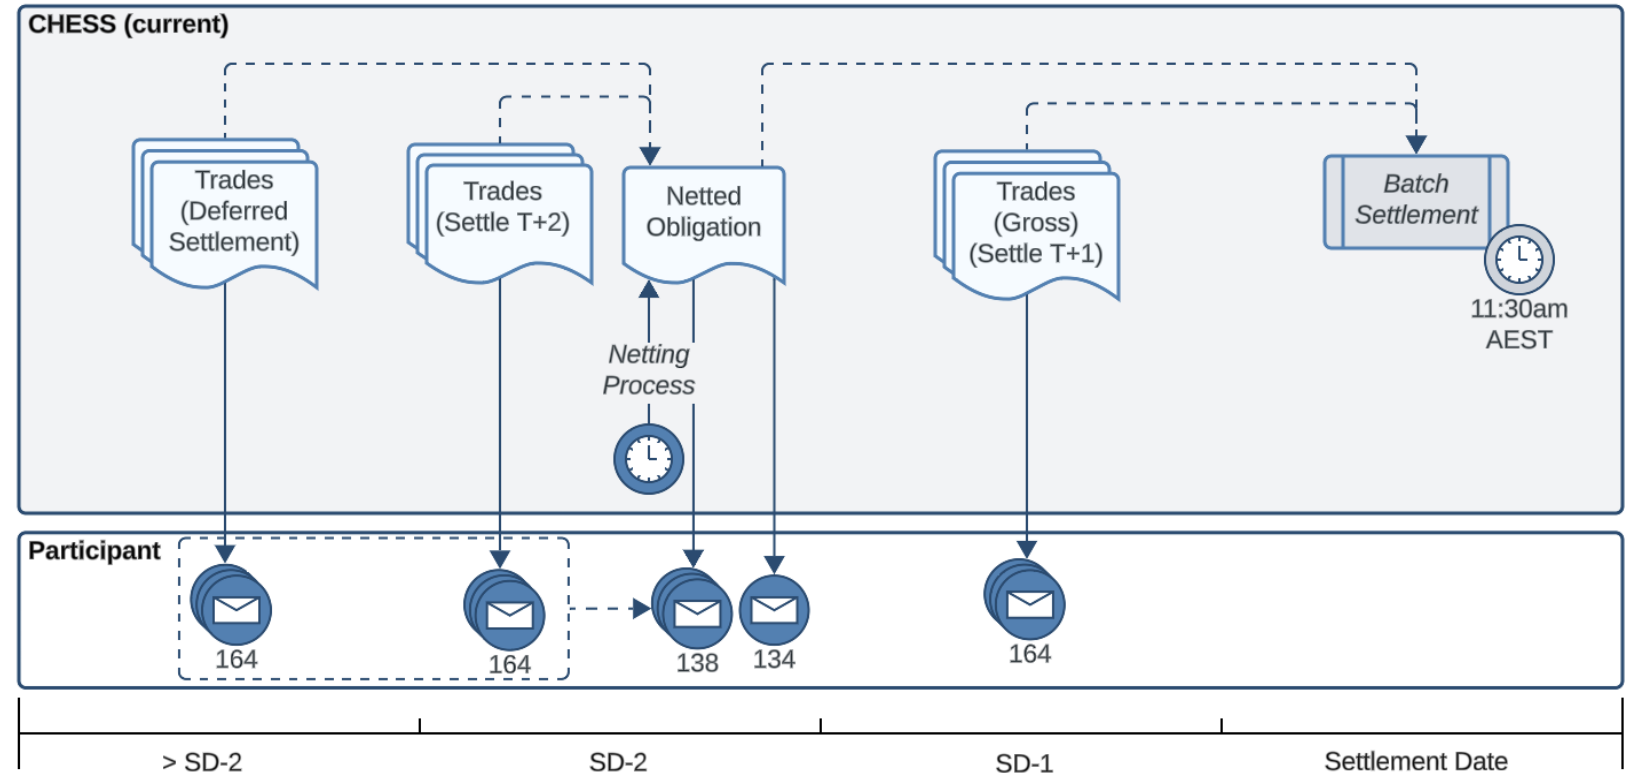 CHESS (current)
Trades
(Deferred
Settlement)
Trades
(Settle T+2)
Netted
Obligation
Trades
(Gross)
(Settle T+1)
Batch
Settlement
11:30am
AEST
Netting
Process
Participant
164
164
138
134
164
> SD-2
SD-2
SD-1
Settlement Date